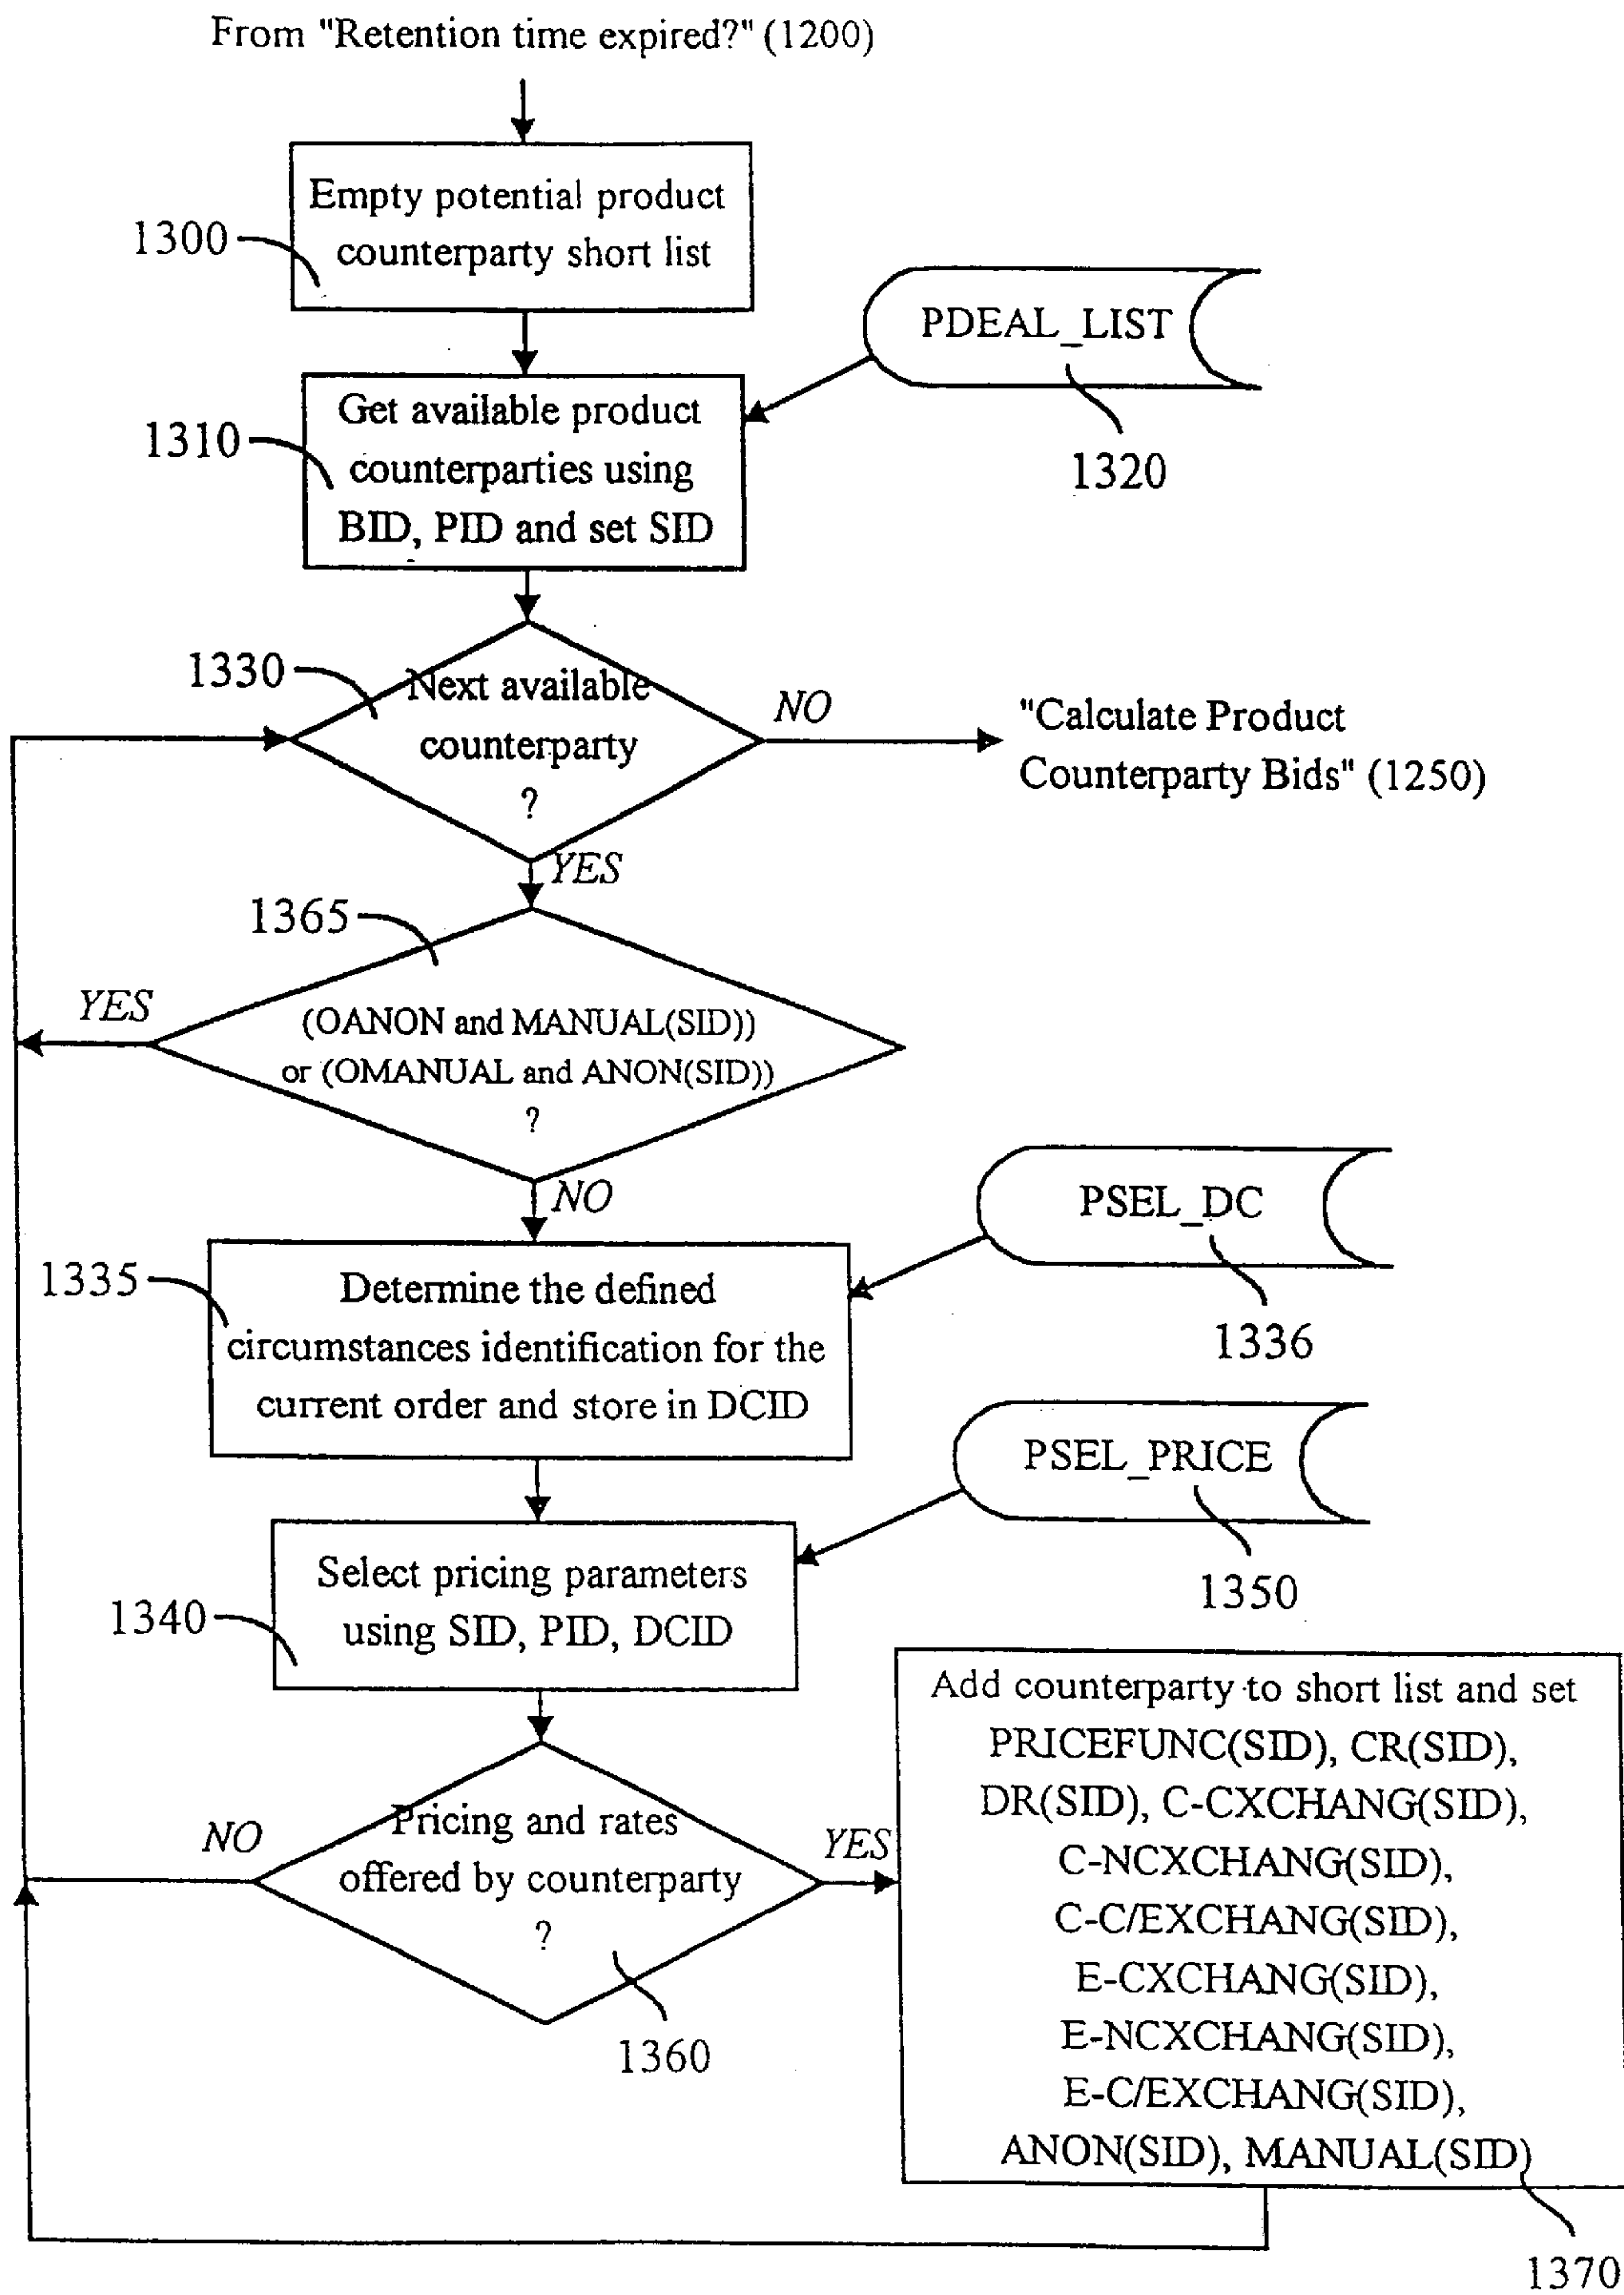 From "Retention time expired?" (1200)
Empty potential product
counterparty short list
1300
PDEAL_LIST
1320
Get available product
counterparties using
BID, PID and set SID
1310
1330
Next available
counterparty
?
NO
"Calculate Product
Counterparty Bids" (1250)
YES
1365
YES
(OANON and MANUAL(SID))
or (OMANUAL and ANON(SID))
?
NO
PSEL_DC
1336
1335
Determine the defined
circumstances identification for the
current order and store in DCID
PSEL_PRICE
1350
Select pricing parameters
using SID, PID, DCID
1340
NO
Pricing and rates
offered by counterparty
?
YES
1360
Add counterparty to short list and set
PRICEFUNC(SID), CR(SID),
DR(SID), C-CXCHANG(SID),
C-NCXCHANG(SID),
C-C/EXCHANG(SID),
E-CXCHANG(SID),
E-NCXCHANG(SID),
E-C/EXCHANG(SID),
ANON(SID), MANUAL(SID)
1370